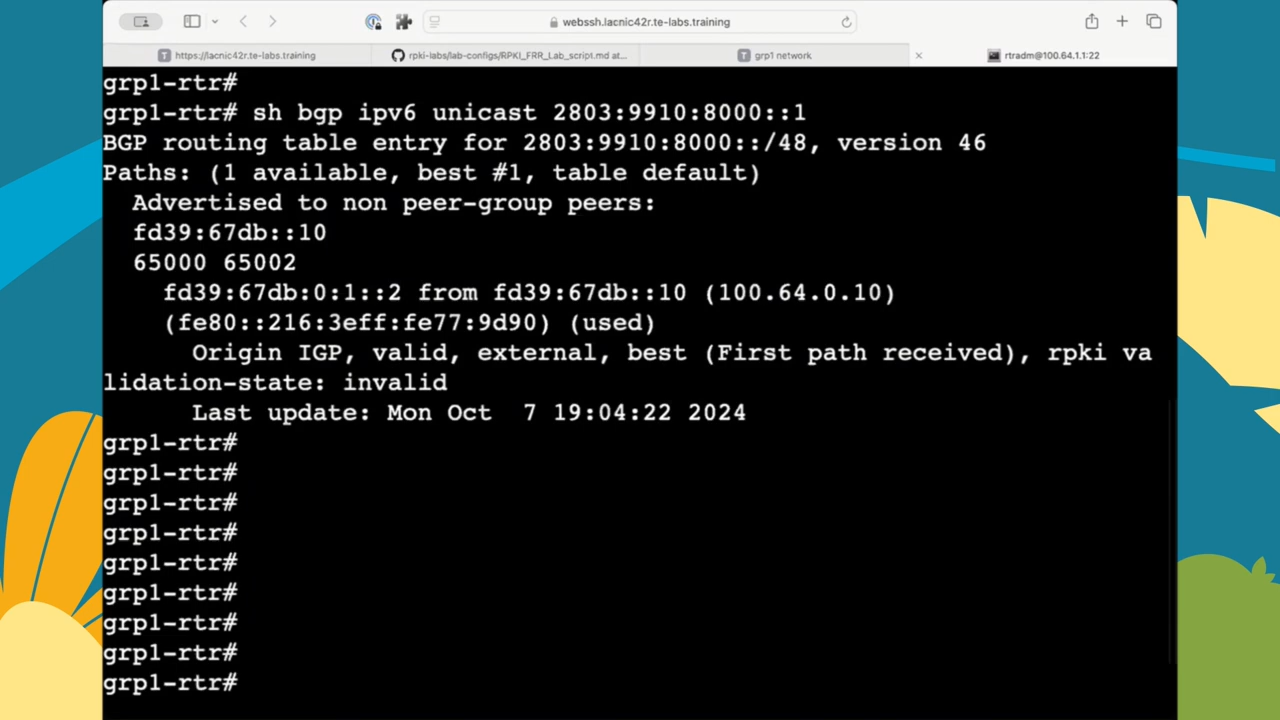 webssh.lacnic42r.te-labs.training
https://lacnic42r.te-labs.training
rpki-labs/lab-configs/RPKI_FRR_Lab_script.md at...
grp1 network
rtradm@100.64.1.1:22
grp1-rtr#
grp1-rtr# sh bgp ipv6 unicast 2803:9910:8000::1
BGP routing table entry for 2803:9910:8000::/48, version 46
Paths: (1 available, best #1, table default)
Advertised to non peer-group peers:
fd39:67db::10
65000 65002
fd39:67db:0:1::2 from fd39:67db::10 (100.64.0.10)
(fe80::216:3eff:fe77:9d90) (used)
Origin IGP, valid, external, best (First path received), rpki va
lidation-state: invalid
Last update: Mon Oct  7 19:04:22 2024
grp1-rtr#
grp1-rtr#
grp1-rtr#
grp1-rtr#
grp1-rtr#
grp1-rtr#
grp1-rtr#
grp1-rtr#
grp1-rtr#